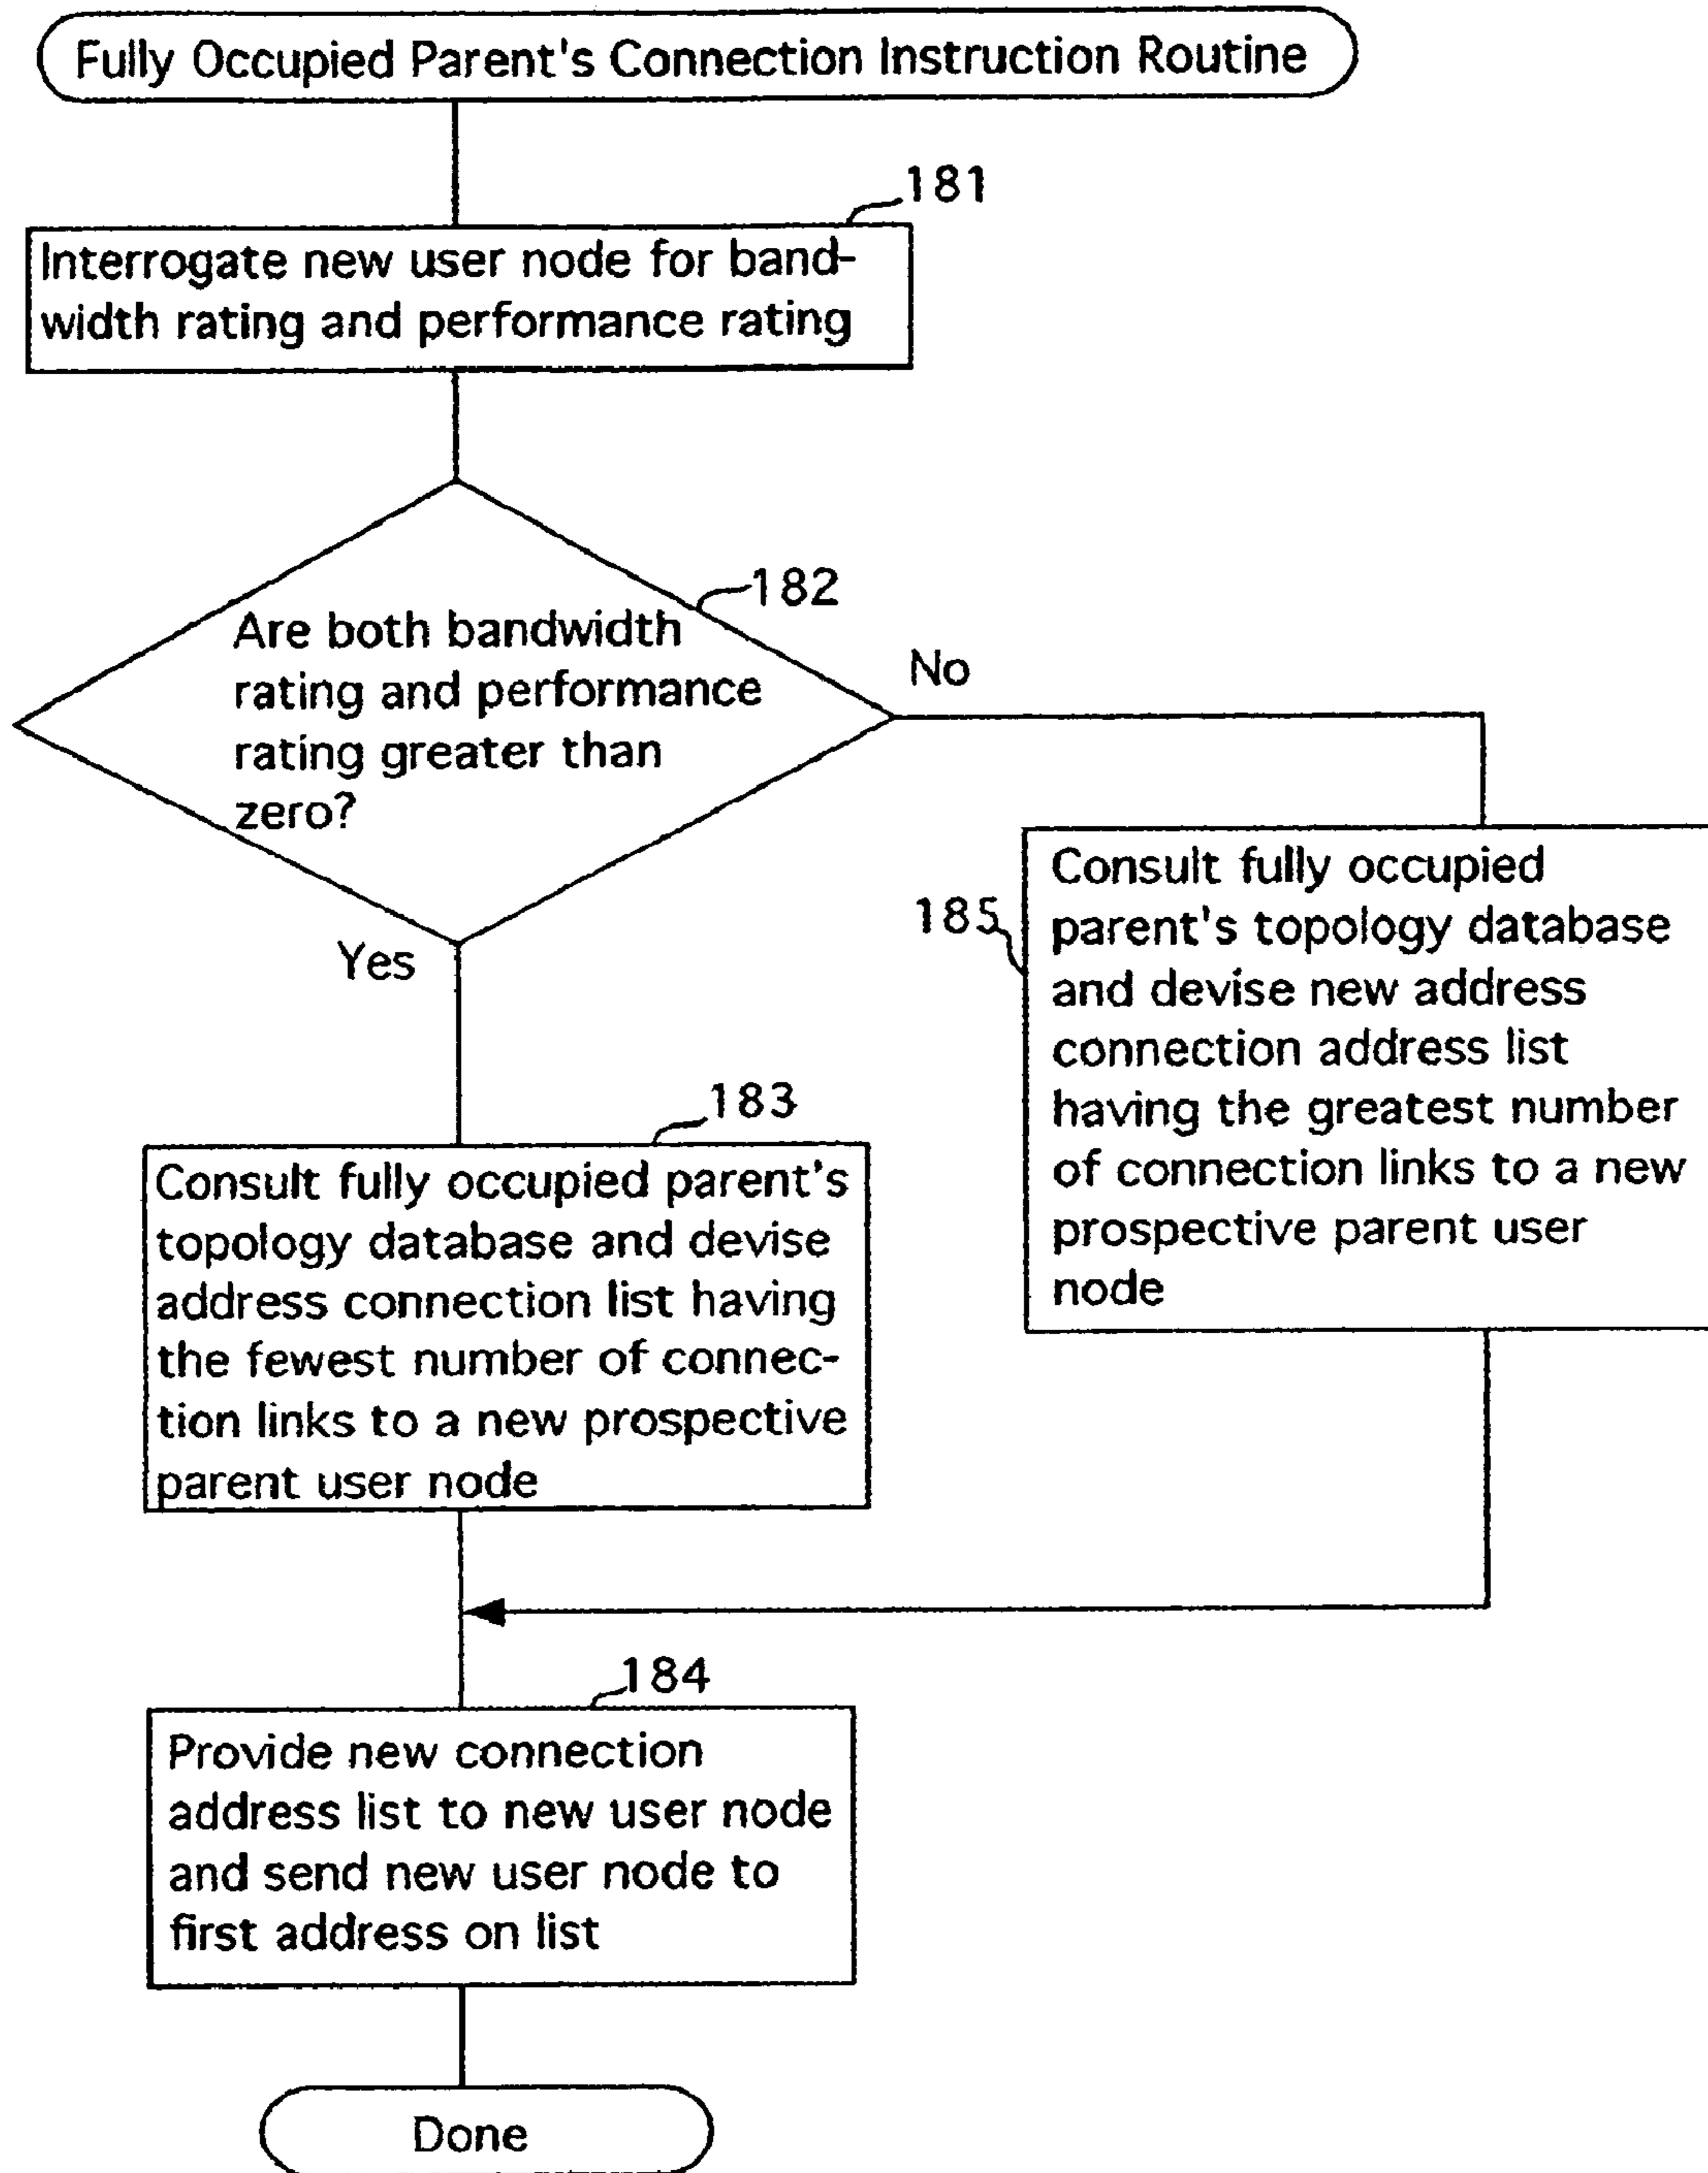 Fully Occupied Parent's Connection Instruction Routine
181
Interrogate new user node for band-
width rating and performance rating
182
Are both bandwidth
rating and performance
rating greater than
zero?
No
Yes
185
Consult fully occupied
parent's topology database
and devise new address
connection address list
having the greatest number
of connection links to a new
prospective parent user
node
183
Consult fully occupied parent's
topology database and devise
address connection list having
the fewest number of connec-
tion links to a new prospective
parent user node
184
Provide new connection
address list to new user node
and send new user node to
first address on list
Done